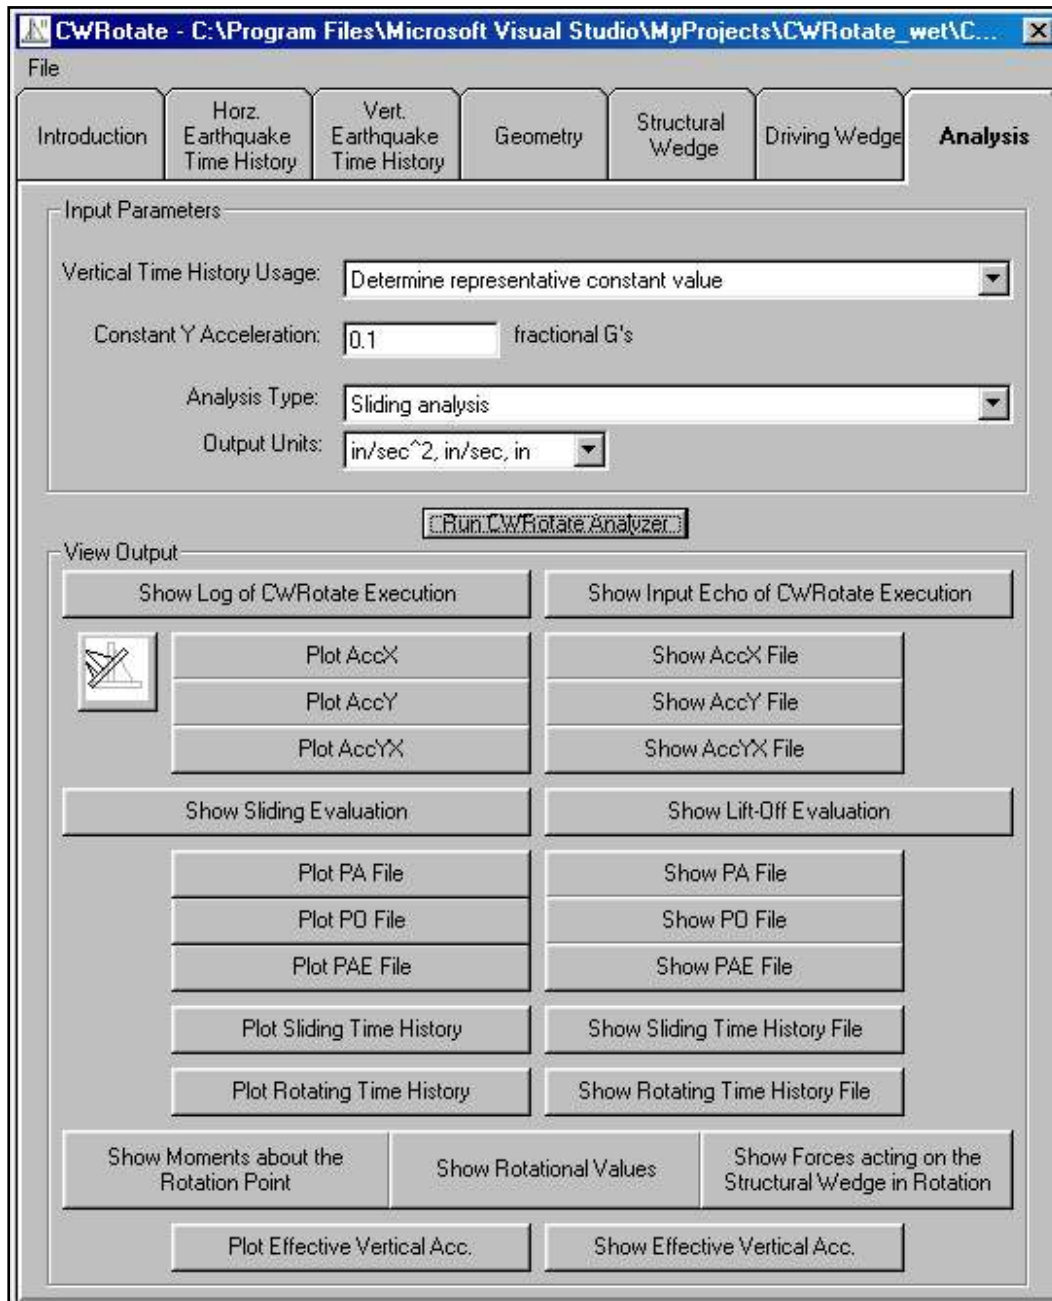 CWRotate - C:\Program Files\Microsoft Visual Studio\MyProjects\CWRotate_wet\C...
File
Introduction
Horz.
Earthquake
Time History
Vert.
Earthquake
Time History
Geometry
Structural
Wedge
Driving Wedge
Analysis
Input Parameters
Vertical Time History Usage: Determine representative constant value
Constant Y Acceleration: 0.1 fractional G's
Analysis Type: Sliding analysis
Output Units: in/sec^2, in/sec, in
Run CWRotate Analyzer
View Output
Show Log of CWRotate Execution Show Input Echo of CWRotate Execution
Plot AccX Show AccX File
Plot AccY Show AccY File
Plot AccYX Show AccYX File
Show Sliding Evaluation Show Lift-Off Evaluation
Plot PA File Show PA File
Plot PO File Show PO File
Plot PAE File Show PAE File
Plot Sliding Time History Show Sliding Time History File
Plot Rotating Time History Show Rotating Time History File
Show Moments about the
Rotation Point
Show Rotational Values
Show Forces acting on the
Structural Wedge in Rotation
Plot Effective Vertical Acc. Show Effective Vertical Acc.